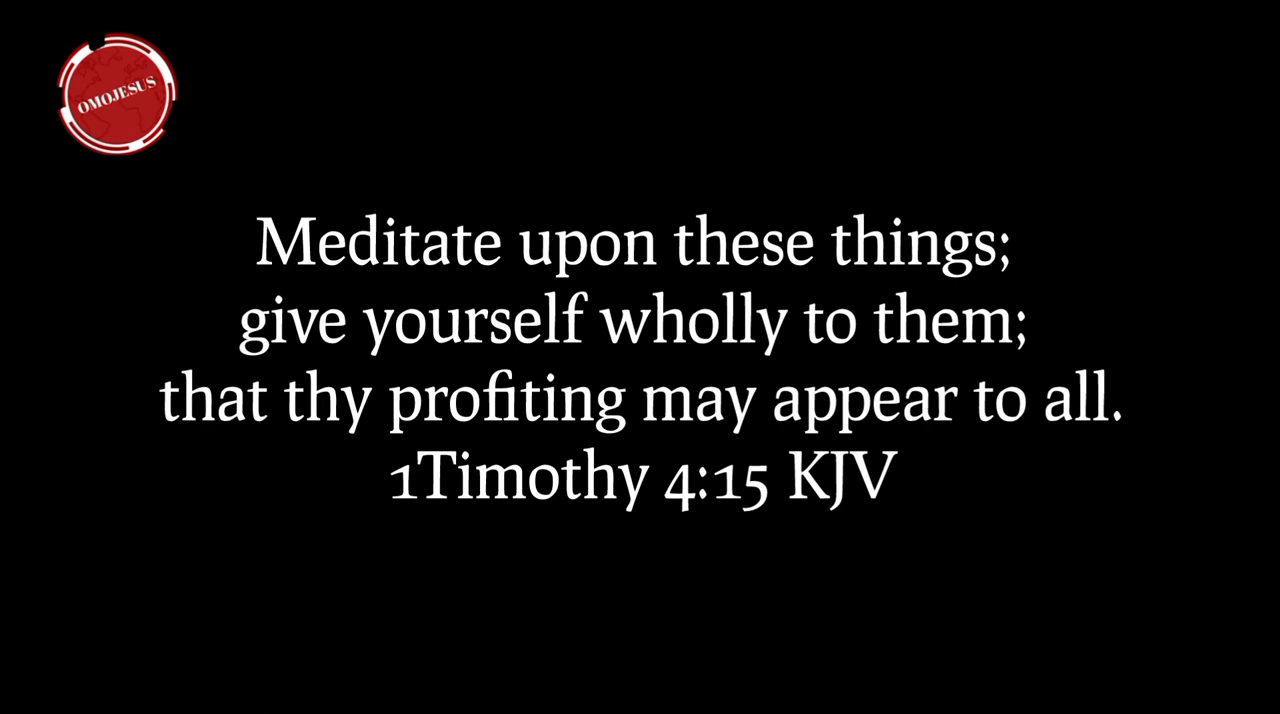 OMOJESUS
Meditate upon these things;
give yourself wholly to them;
that thy profiting may appear to all.
1Timothy 4:15 KJV